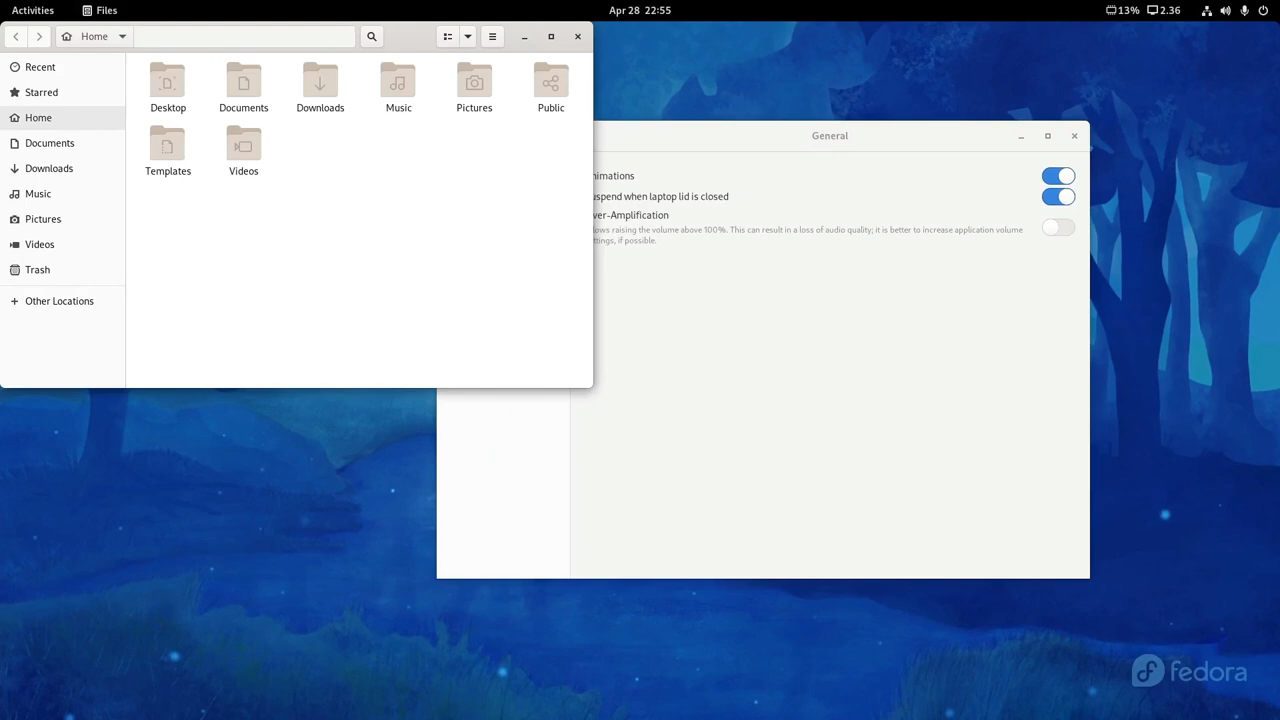 Activities Files Apr 28 22:55 13% 2.36
Home
Recent
Starred
Home
Documents
Downloads
Music
Pictures
Videos
Trash
Other Locations
Desktop Documents Downloads Music Pictures Public
Templates Videos
General
nimations
uspend when laptop lid is closed
ver-Amplification
lows raising the volume above 100%. This can result in a loss of audio quality; it is better to increase application volume
ttings, if possible.
fedora